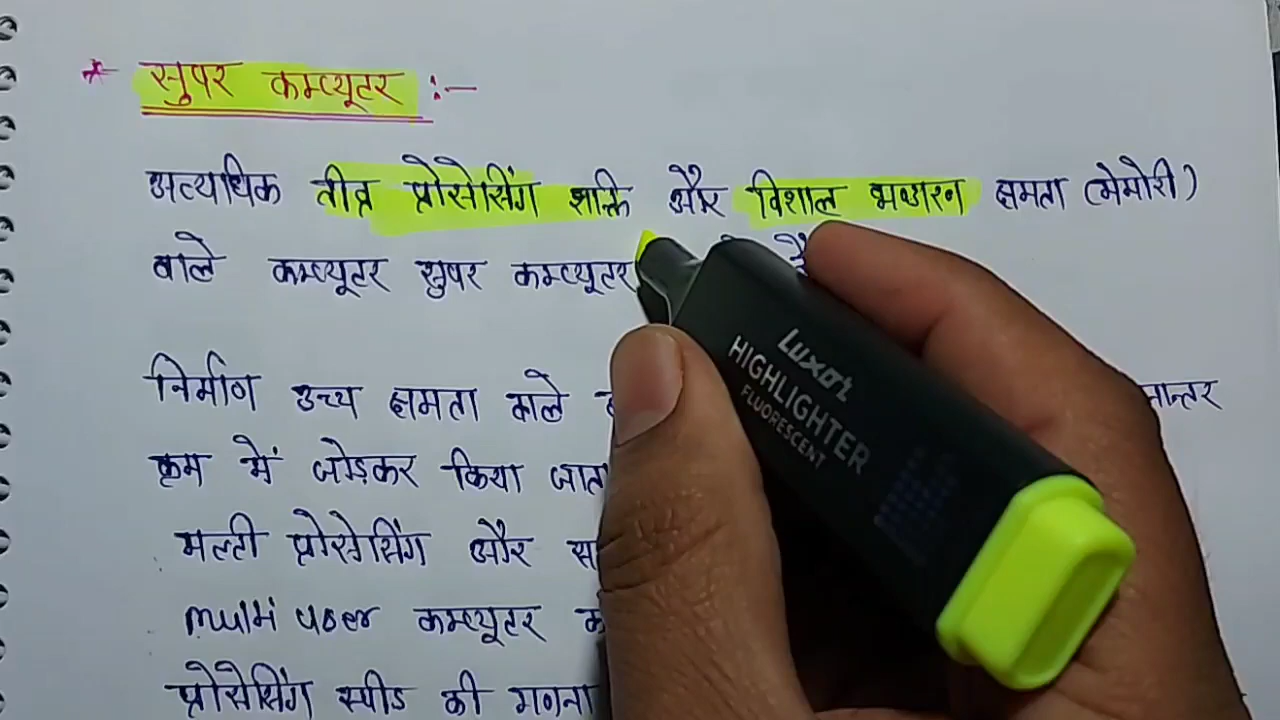 * सुपर कम्प्यूटर :-
अत्यधिक तीव्र प्रोसेसिंग शक्ति और विशाल भण्डारण क्षमता (मेमोरी)
वाले कम्प्यूटर सुपर कम्प्यूटर
निर्माण उच्च क्षमता वाले
क्रम में जोड़कर किया
मल्टी प्रोसेसिंग और
multi user कम्प्यूटर
प्रोसेसिंग स्पीड की गणना
Luxor
HIGHLIGHTER
FLUORESCENT